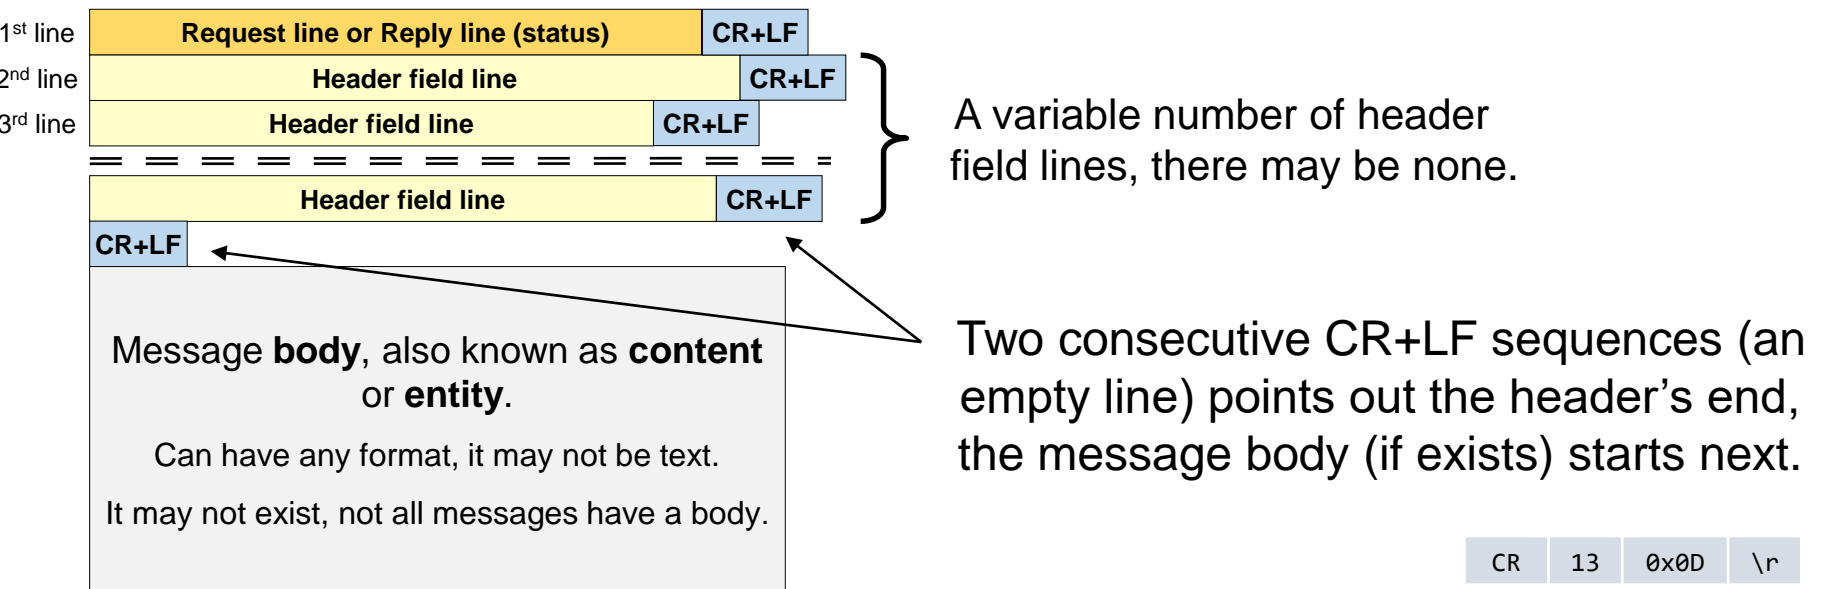 1st line Request line or Reply line (status) CR+LF
2nd line Header field line CR+LF
3rd line Header field line CR+LF
Header field line CR+LF
CR+LF
A variable number of header
field lines, there may be none.
Message body, also known as content
or entity.
Can have any format, it may not be text.
It may not exist, not all messages have a body.
Two consecutive CR+LF sequences (an
empty line) points out the header’s end,
the message body (if exists) starts next.
CR 13 0x0D \r